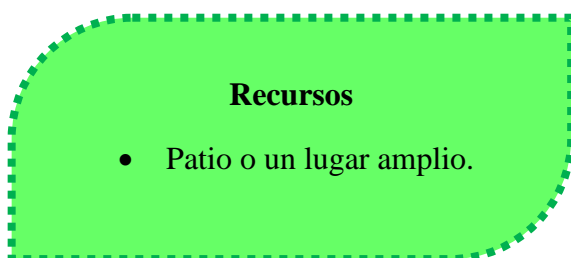 Recursos
• Patio o un lugar amplio.